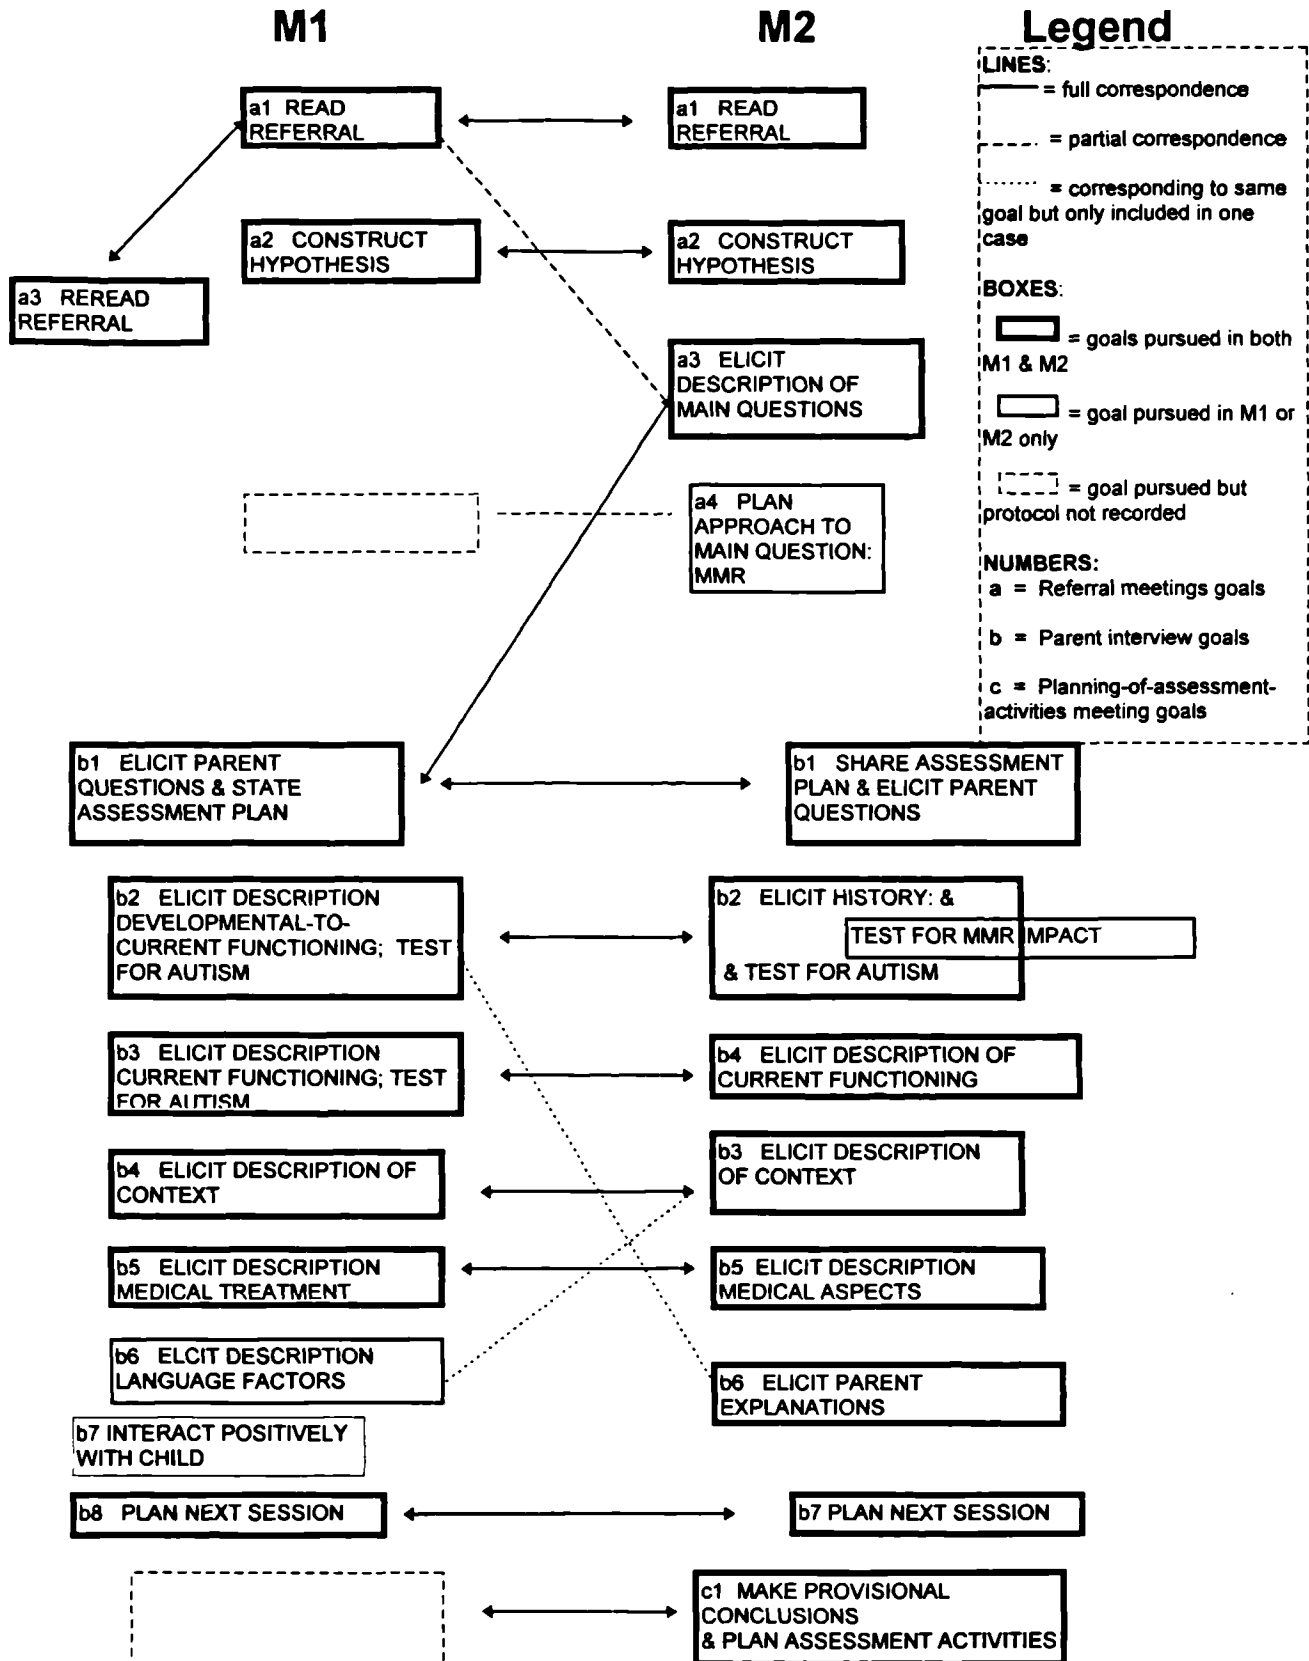 M1
M2
Legend
a1 READ
REFERRAL
a1 READ
REFERRAL
a2 CONSTRUCT
HYPOTHESIS
a2 CONSTRUCT
HYPOTHESIS
a3 REREAD
REFERRAL
a3 ELICIT
DESCRIPTION OF
MAIN QUESTIONS
a4 PLAN
APPROACH TO
MAIN QUESTION:
MMR
LINES:
= full correspondence
= partial correspondence
= corresponding to same
goal but only included in one
case
BOXES:
= goals pursued in both
M1 & M2
= goal pursued in M1 or
M2 only
= goal pursued but
protocol not recorded
NUMBERS:
a = Referral meetings goals
b = Parent interview goals
c = Planning-of-assessment-
activities meeting goals
b1 ELICIT PARENT
QUESTIONS & STATE
ASSESSMENT PLAN
b1 SHARE ASSESSMENT
PLAN & ELICIT PARENT
QUESTIONS
b2 ELICIT DESCRIPTION
DEVELOPMENTAL-TO-
CURRENT FUNCTIONING; TEST
FOR AUTISM
b2 ELICIT HISTORY: &
TEST FOR MMR IMPACT
& TEST FOR AUTISM
b3 ELICIT DESCRIPTION
CURRENT FUNCTIONING; TEST
FOR AUTISM
b4 ELICIT DESCRIPTION OF
CURRENT FUNCTIONING
b4 ELICIT DESCRIPTION OF
CONTEXT
b3 ELICIT DESCRIPTION
OF CONTEXT
b5 ELICIT DESCRIPTION
MEDICAL TREATMENT
b5 ELICIT DESCRIPTION
MEDICAL ASPECTS
b6 ELCIT DESCRIPTION
LANGUAGE FACTORS
b6 ELICIT PARENT
EXPLANATIONS
b7 INTERACT POSITIVELY
WITH CHILD
b8 PLAN NEXT SESSION
b7 PLAN NEXT SESSION
c1 MAKE PROVISIONAL
CONCLUSIONS
& PLAN ASSESSMENT ACTIVITIES